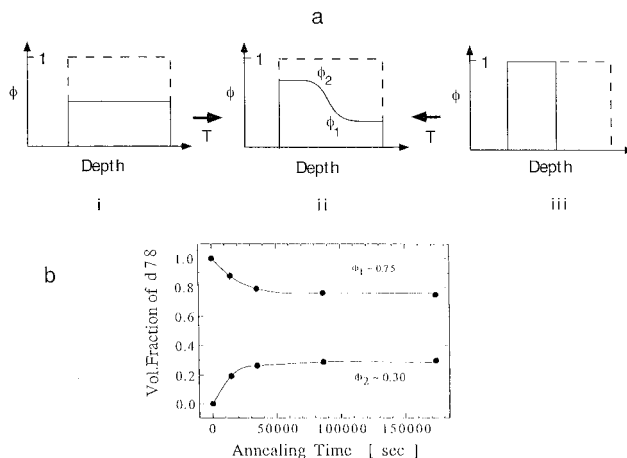 a
1
ϕ
Depth
i
T
1
ϕ
ϕ2
ϕ1
Depth
ii
T
1
ϕ
Depth
iii
b
Vol.Fraction of d78
1.0
0.8
0.6
0.4
0.2
0.0
Φ1 ~ 0.75
Φ2 ~ 0.30
0 50000 100000 150000
Annealing Time [ sec]